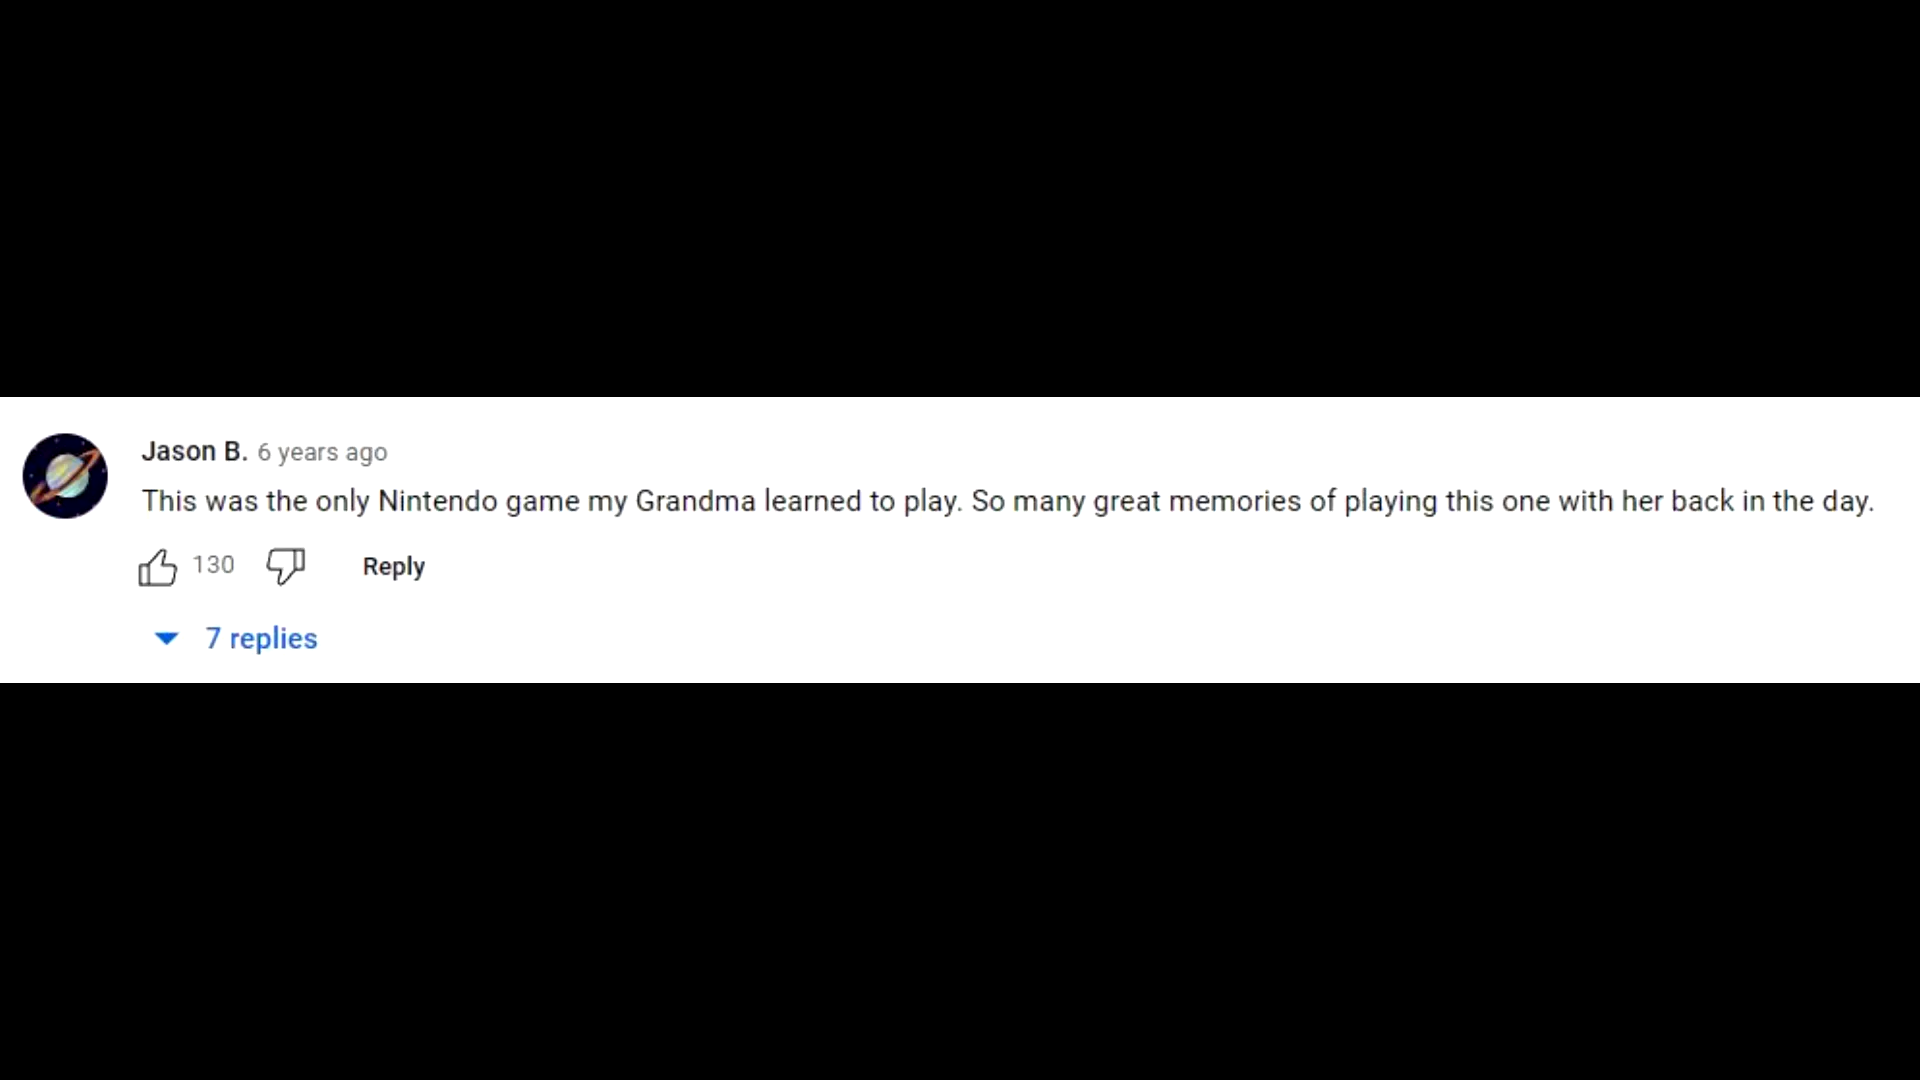 Jason B. 6 years ago
This was the only Nintendo game my Grandma learned to play. So many great memories of playing this one with her back in the day.
130 Reply
7 replies